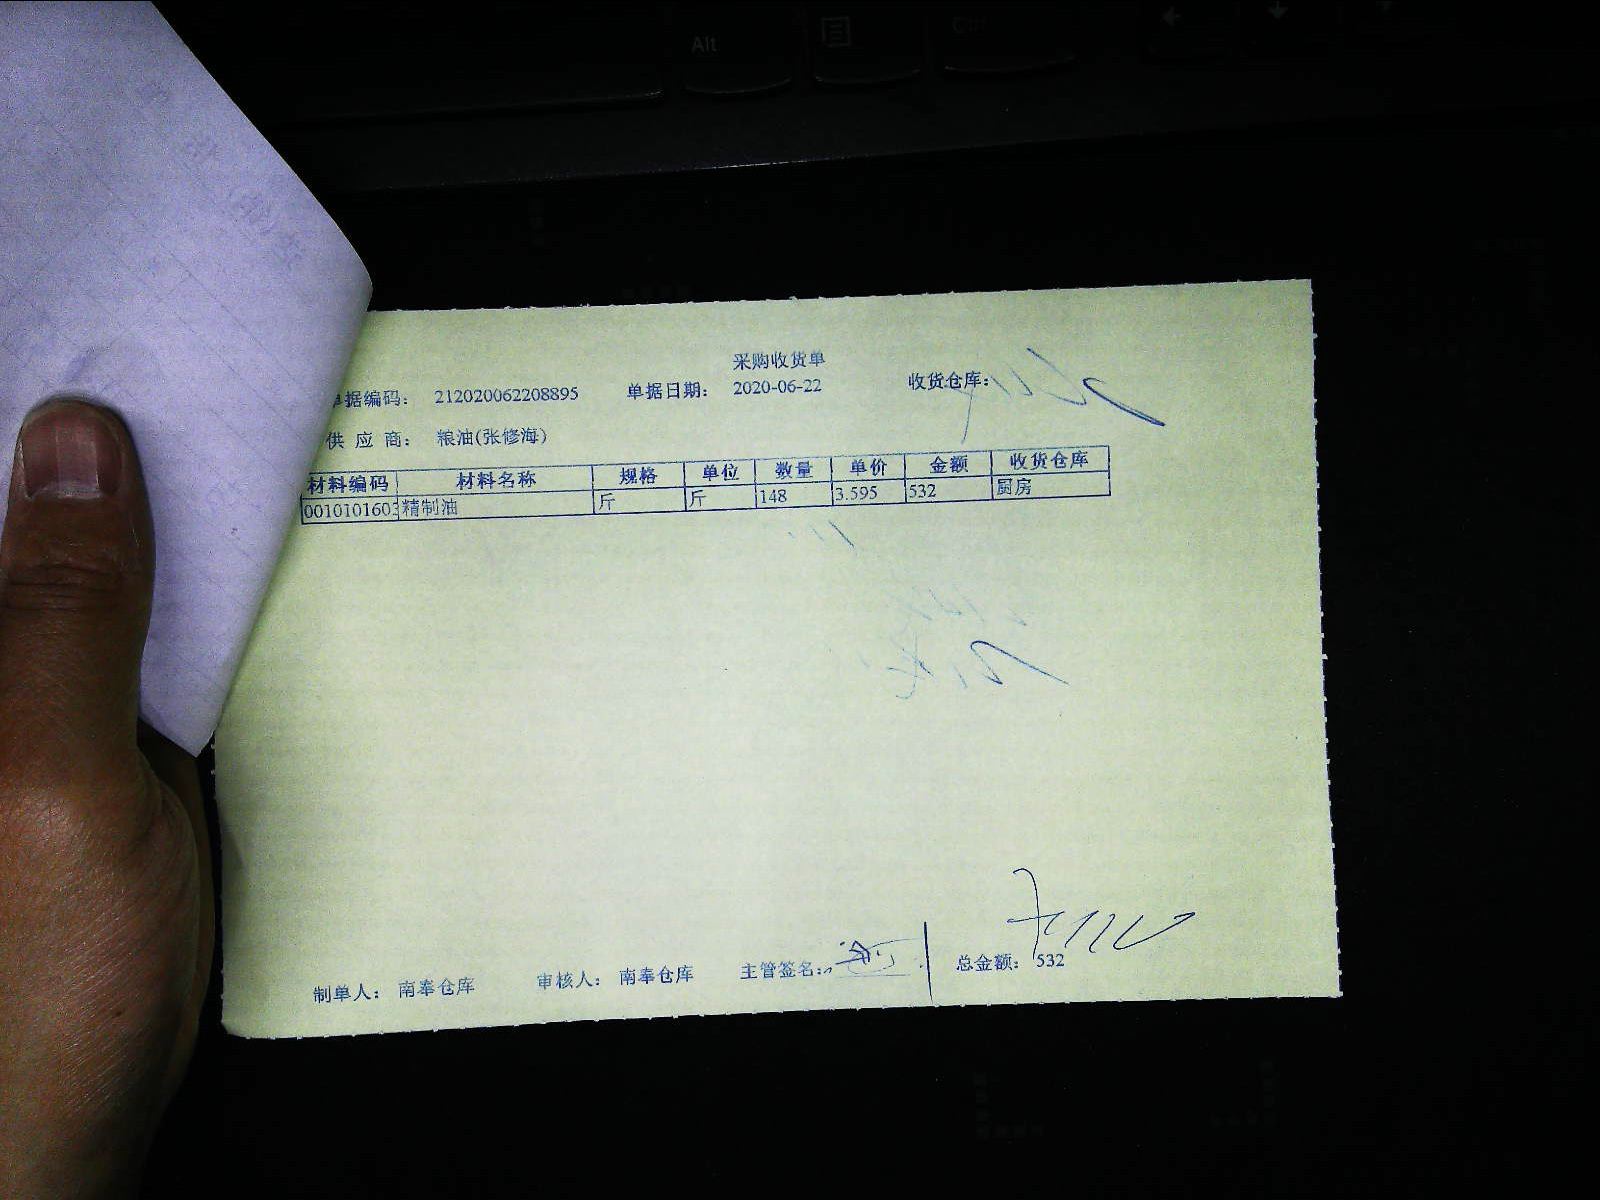 Alt
Ctrl
采购收货单
单据编码: 212020062208895 单据日期: 2020-06-22 收货仓库:
供应商: 粮油(张修海)
材料编码 材料名称 规格 单位 数量 单价 金额 收货仓库
0010101603 精制油 斤 斤 148 3.595 532 厨房
制单人: 南奉仓库 审核人: 南奉仓库 主管签名: 总金额: 532